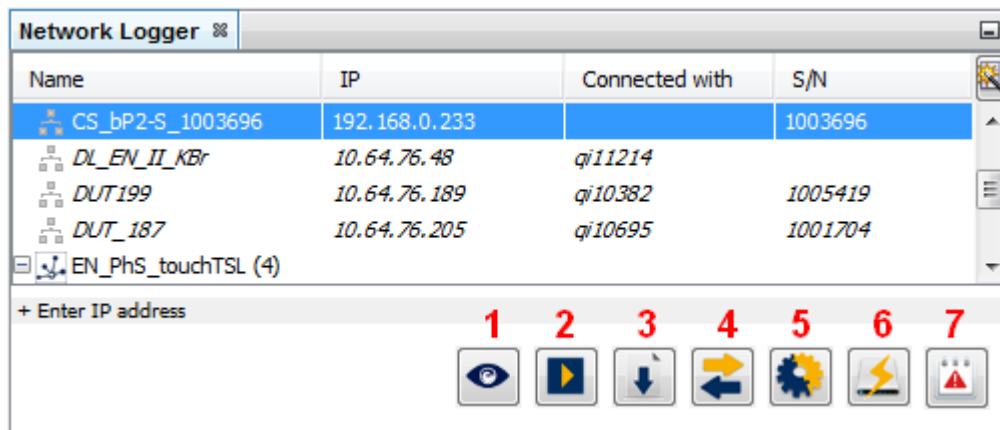 Network Logger
Name IP Connected with S/N
CS_bP2-S_1003696 192.168.0.233 1003696
DL_EN_II_KBr 10.64.76.48 qi11214
DUT199 10.64.76.189 qi10382 1005419
DUT_187 10.64.76.205 qi10695 1001704
EN_PhS_touchTSL (4)
+ Enter IP address
1 2 3 4 5 6 7